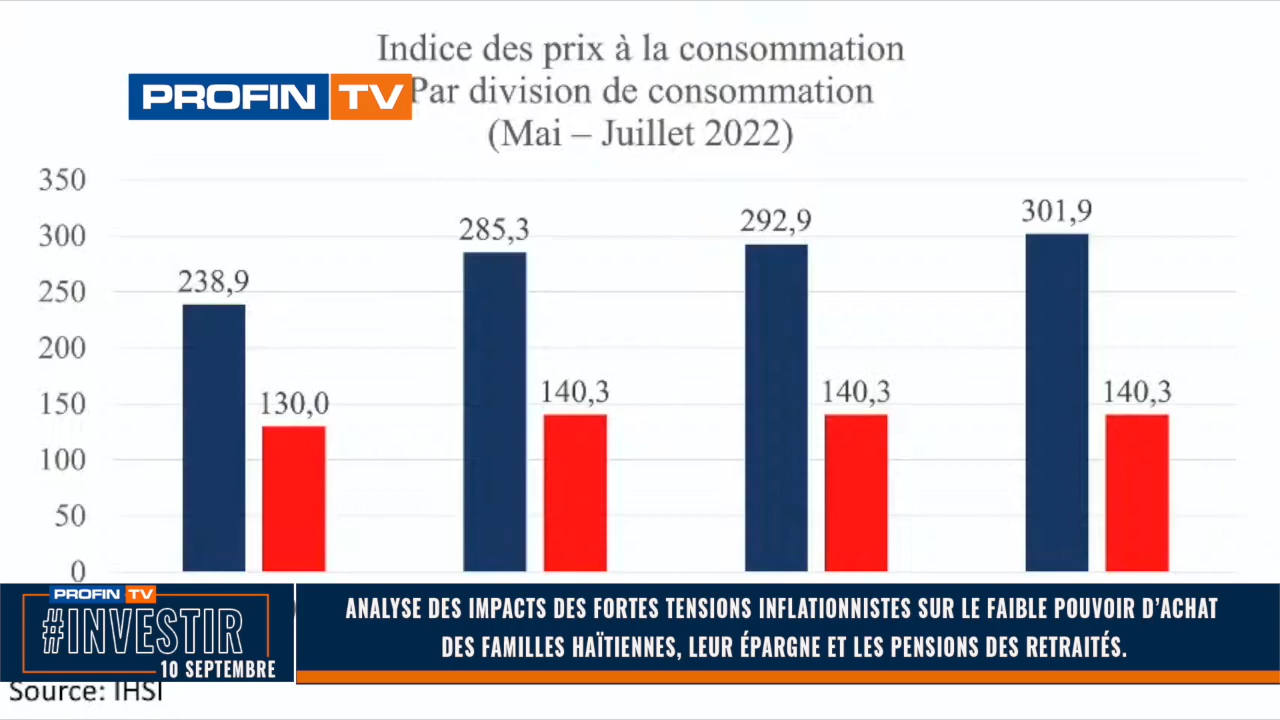 Indice des prix à la consommation
PROFIN TV Par division de consommation
(Mai – Juillet 2022)
350
300
250
200
150
100
50
0
238,9
130,0
285,3
140,3
292,9
140,3
301,9
140,3
PROFIN TV
#INVESTIR
10 SEPTEMBRE
ANALYSE DES IMPACTS DES FORTES TENSIONS INFLATIONNISTES SUR LE FAIBLE POUVOIR D'ACHAT
DES FAMILLES HAÏTIENNES, LEUR ÉPARGNE ET LES PENSIONS DES RETRAITÉS.
Source: IHSI